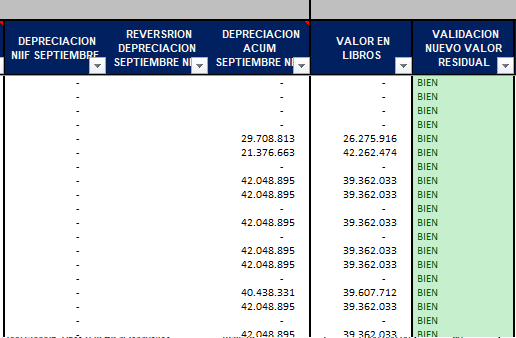 DEPRECIACION NIIF SEPTIEMBRE REVERSRION DEPRECIACION SEPTIEMBRE NI DEPRECIACION ACUM SEPTIEMBRE NI VALOR EN LIBROS VALIDACION NUEVO VALOR RESIDUAL
- - - - BIEN
- - - - BIEN
- - - - BIEN
- - - - BIEN
- - 29.708.813 26.275.916 BIEN
- - 21.376.663 42.262.474 BIEN
- - - - BIEN
- - 42.048.895 39.362.033 BIEN
- - 42.048.895 39.362.033 BIEN
- - - - BIEN
- - 42.048.895 39.362.033 BIEN
- - - - BIEN
- - 42.048.895 39.362.033 BIEN
- - 42.048.895 39.362.033 BIEN
- - - - BIEN
- - 40.438.331 39.607.712 BIEN
- - 42.048.895 39.362.033 BIEN
- - - - BIEN
- - 42.048.895 39.362.033 BIEN